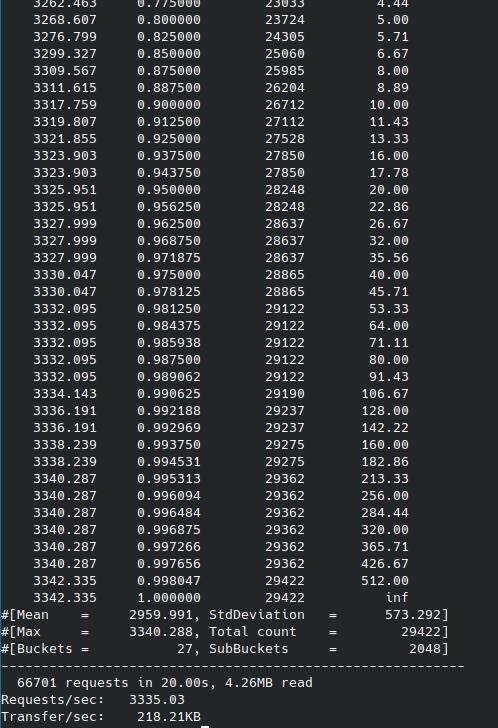 3262.463 0.775000 23033 4.44
3268.607 0.800000 23724 5.00
3276.799 0.825000 24305 5.71
3299.327 0.850000 25060 6.67
3309.567 0.875000 25985 8.00
3311.615 0.887500 26204 8.89
3317.759 0.900000 26712 10.00
3319.807 0.912500 27112 11.43
3321.855 0.925000 27528 13.33
3323.903 0.937500 27850 16.00
3323.903 0.943750 27850 17.78
3325.951 0.950000 28248 20.00
3325.951 0.956250 28248 22.86
3327.999 0.962500 28637 26.67
3327.999 0.968750 28637 32.00
3327.999 0.971875 28637 35.56
3330.047 0.975000 28865 40.00
3330.047 0.978125 28865 45.71
3332.095 0.981250 29122 53.33
3332.095 0.984375 29122 64.00
3332.095 0.985938 29122 71.11
3332.095 0.987500 29122 80.00
3332.095 0.989062 29122 91.43
3334.143 0.990625 29190 106.67
3336.191 0.992188 29237 128.00
3336.191 0.992969 29237 142.22
3338.239 0.993750 29275 160.00
3338.239 0.994531 29275 182.86
3340.287 0.995313 29362 213.33
3340.287 0.996094 29362 256.00
3340.287 0.996484 29362 284.44
3340.287 0.996875 29362 320.00
3340.287 0.997266 29362 365.71
3340.287 0.997656 29362 426.67
3342.335 0.998047 29422 512.00
3342.335 1.000000 29422 inf
#[Mean    =     2959.991, StdDeviation   =      573.292]
#[Max     =     3340.288, Total count    =        29422]
#[Buckets =           27, SubBuckets     =         2048]
----------------------------------------------------------
66701 requests in 20.00s, 4.26MB read
Requests/sec:   3335.03
Transfer/sec:    218.21KB